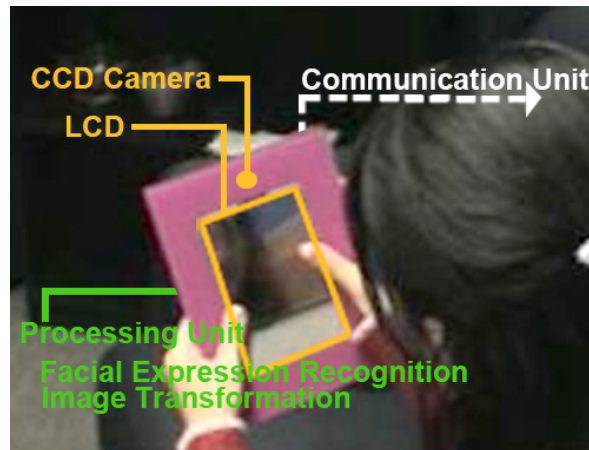 CCD Camera
Communication Unit
LCD
Processing Unit
Facial Expression Recognition
Image Transformation